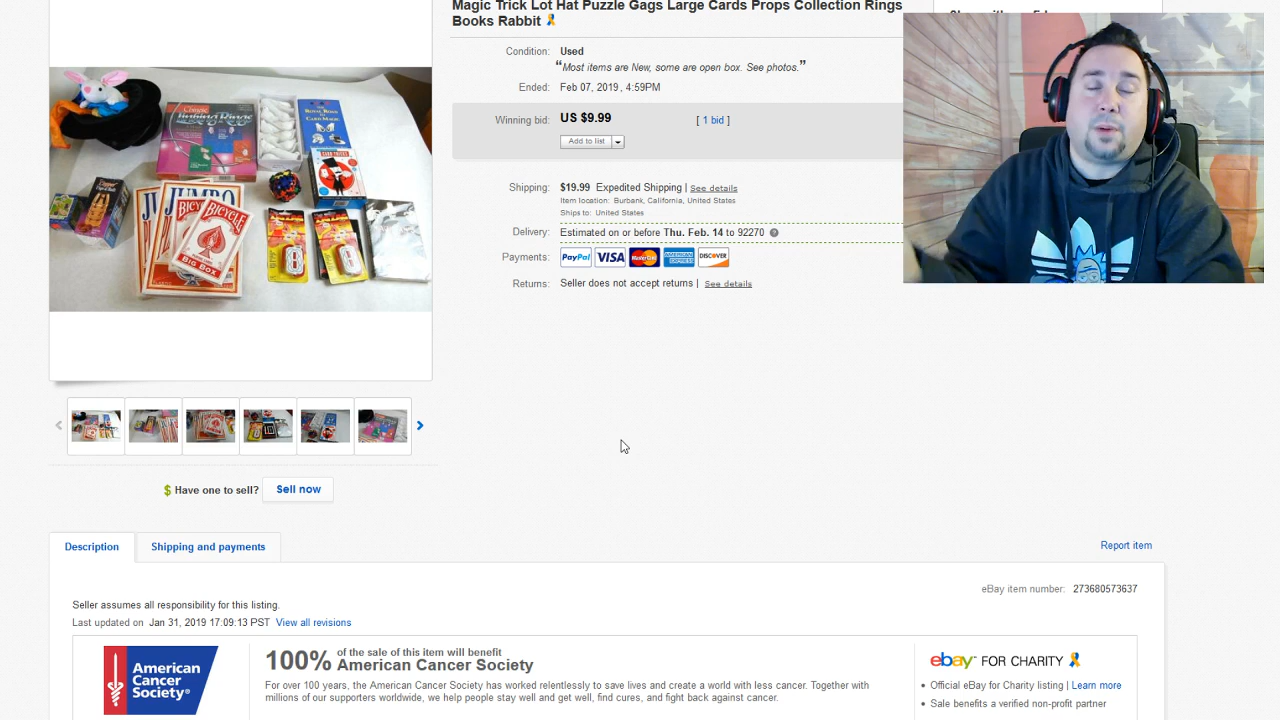 Magic Trick Lot Hat Puzzle Gags Large Cards Props Collection Rings
Books Rabbit
Condition: Used
“Most items are New, some are open box. See photos.”
Ended: Feb 07, 2019 , 4:59PM
Winning bid: US $9.99 [ 1 bid ]
Add to list
Shipping: $19.99 Expedited Shipping | See details
Item location: Burbank, California, United States
Ships to: United States
Delivery: Estimated on or before Thu. Feb. 14 to 92270
Payments: PayPal VISA MasterCard AMERICAN EXPRESS DISCOVER
Returns: Seller does not accept returns | See details
JUMBO
BICYCLE
BIG BOX
$ Have one to sell? Sell now
Description Shipping and payments
Report item
eBay item number: 273680573637
Seller assumes all responsibility for this listing.
Last updated on Jan 31, 2019 17:09:13 PST View all revisions
American
Cancer
Society®
100% of the sale of this item will benefit
American Cancer Society
For over 100 years, the American Cancer Society has worked relentlessly to save lives and create a world with less cancer. Together with
millions of our supporters worldwide, we help people stay well and get well, find cures, and fight back against cancer.
ebay™ FOR CHARITY
• Official eBay for Charity listing | Learn more
• Sale benefits a verified non-profit partner